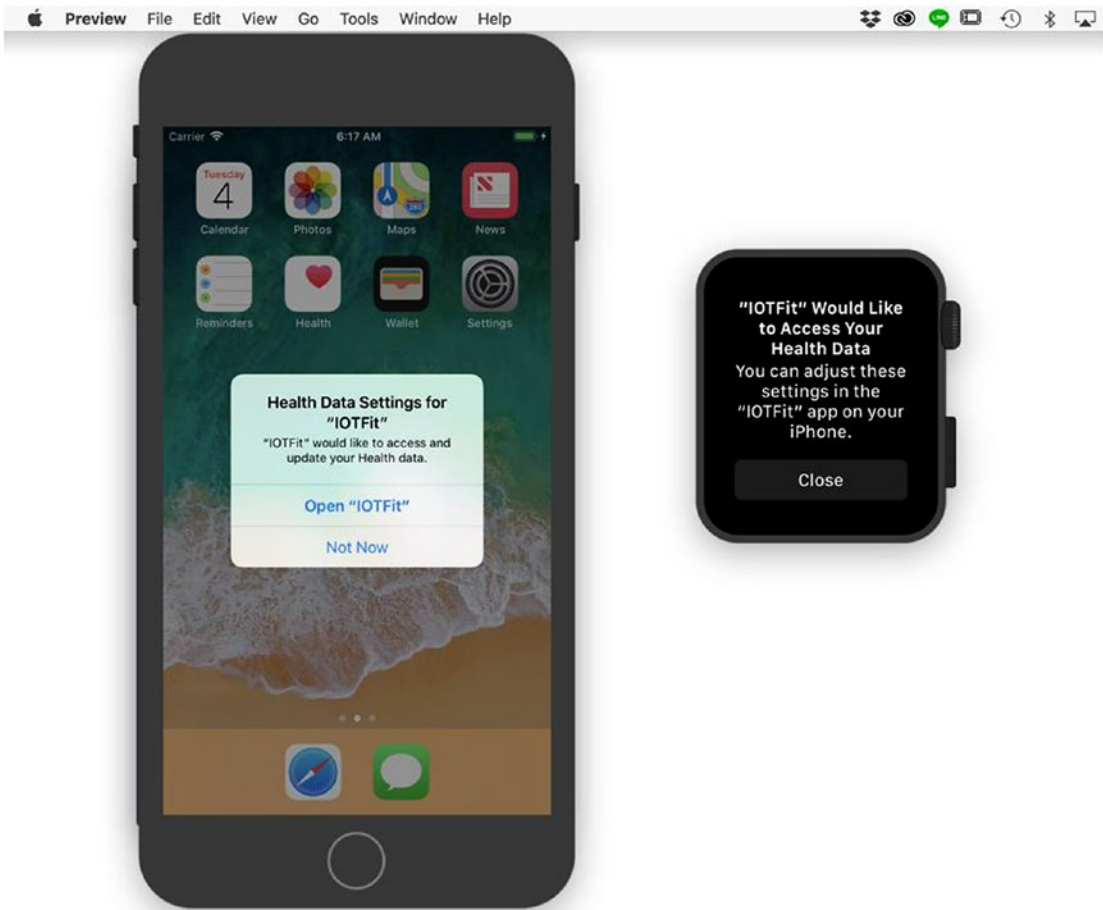 Preview File Edit View Go Tools Window Help
LINE
Carrier 6:17 AM
Tuesday
4
280
Calendar Photos Maps News
Reminders Health Wallet Settings
Health Data Settings for
“IOTFit”
“IOTFit” would like to access and
update your Health data.
Open “IOTFit”
Not Now
“IOTFit” Would Like
to Access Your
Health Data
You can adjust these
settings in the
“IOTFit” app on your
iPhone.
Close